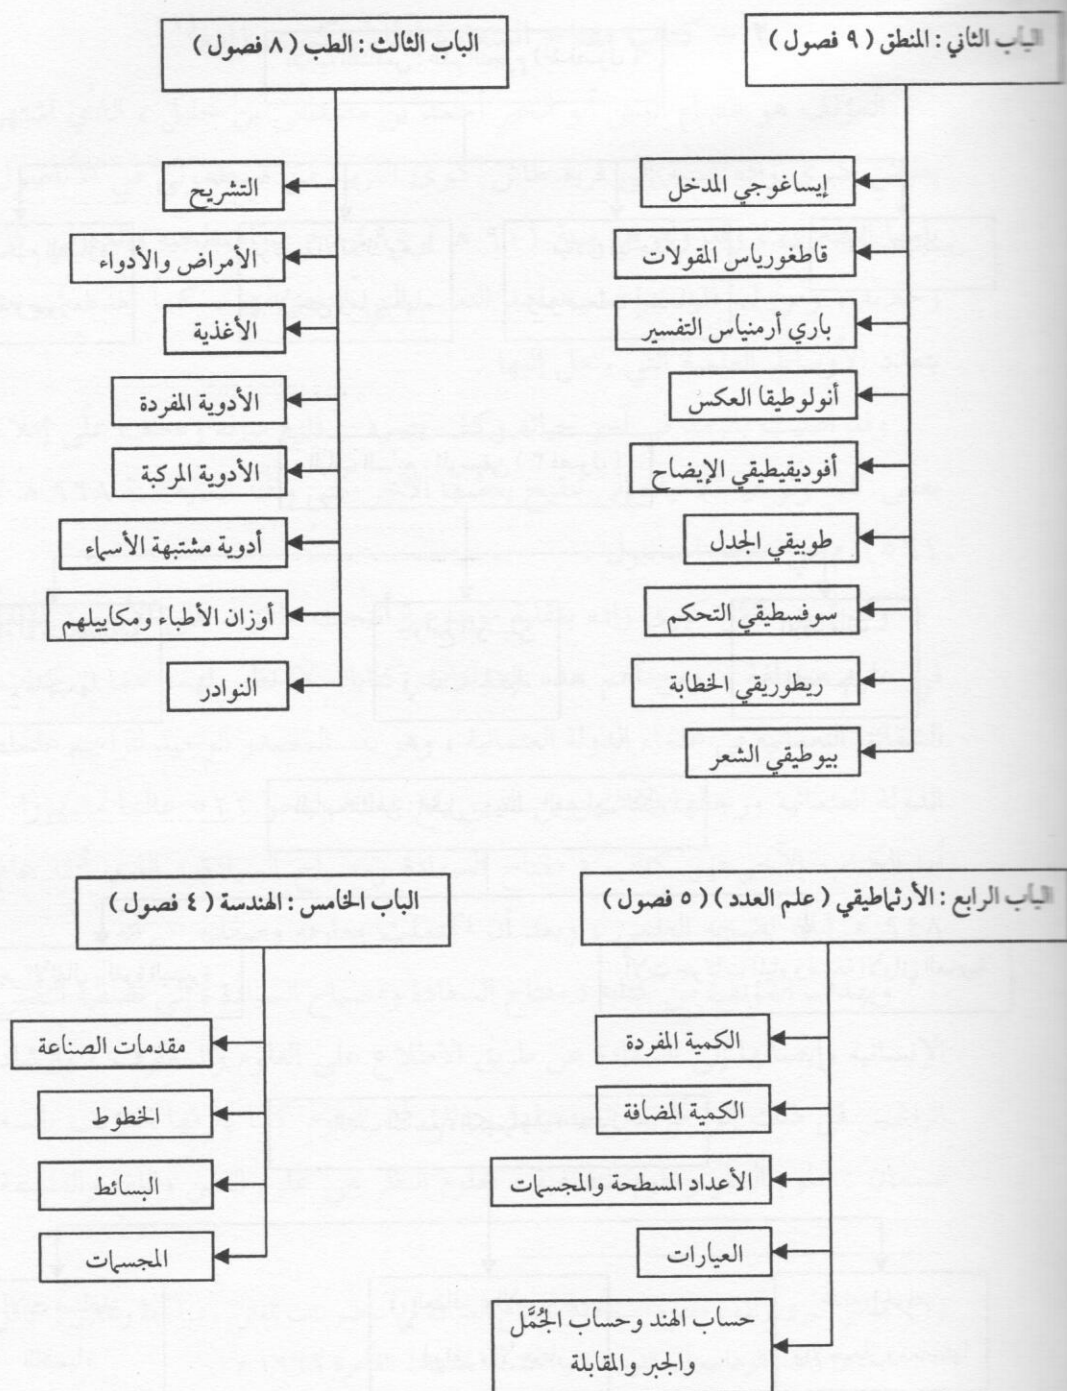 الباب الثاني : المنطق ( ٩ فصول )
إيساغوجي المدخل
قاطغورياس المقولات
باري أرمنياس التفسير
أنولوطيقا العكس
أفوديقيطيقي الإيضاح
طوبيقي الجدل
سوفسطيقي التحكم
ريطوريقي الخطابة
بيوطيقي الشعر
الباب الثالث : الطب ( ٨ فصول )
التشريح
الأمراض والأدواء
الأغذية
الأدوية المفردة
الأدوية المركبة
أدوية مشتبهة الأسماء
أوزان الأطباء ومكاييلهم
النوادر
الباب الرابع : الأرثماطيقي ( علم العدد ) ( ٥ فصول )
الكمية المفردة
الكمية المضافة
الأعداد المسطحة والمجسمات
العيارات
حساب الهند وحساب الجُمَّل
والجبر والمقابلة
الباب الخامس : الهندسة ( ٤ فصول )
مقدمات الصناعة
الخطوط
البسائط
المجسمات